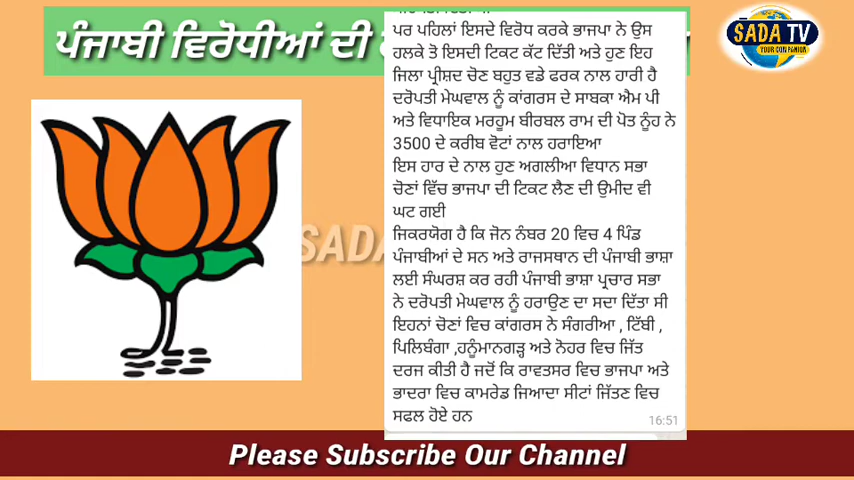 ਪੰਜਾਬੀ ਵਿਰੋਧੀਆਂ ਦੀ
SADA TV
YOUR COMPANION
ਪਰ ਪਹਿਲਾਂ ਇਸਦੇ ਵਿਰੋਧ ਕਰਕੇ ਭਾਜਪਾ ਨੇ ਉਸ
ਹਲਕੇ ਤੋ ਇਸਦੀ ਟਿਕਟ ਕੱਟ ਦਿੱਤੀ ਅਤੇ ਹੁਣ ਇਹ
ਜਿਲਾ ਪ੍ਰੀਸ਼ਦ ਚੋਣ ਬਹੁਤ ਵਡੇ ਫਰਕ ਨਾਲ ਹਾਰੀ ਹੈ
ਦਰੋਪਤੀ ਮੇਘਵਾਲ ਨੂੰ ਕਾਂਗਰਸ ਦੇ ਸਾਬਕਾ ਐਮ ਪੀ
ਅਤੇ ਵਿਧਾਇਕ ਮਰਹੂਮ ਬੀਰਬਲ ਰਾਮ ਦੀ ਪੋਤ ਨੂੰਹ ਨੇ
3500 ਦੇ ਕਰੀਬ ਵੋਟਾਂ ਨਾਲ ਹਰਾਇਆ
ਇਸ ਹਾਰ ਦੇ ਨਾਲ ਹੁਣ ਅਗਲੀਆ ਵਿਧਾਨ ਸਭਾ
ਚੋਣਾਂ ਵਿੱਚ ਭਾਜਪਾ ਦੀ ਟਿਕਟ ਲੈਣ ਦੀ ਉਮੀਦ ਵੀ
ਘਟ ਗਈ
ਜਿਕਰਯੋਗ ਹੈ ਕਿ ਜੋਨ ਨੰਬਰ 20 ਵਿਚ 4 ਪਿੰਡ
ਪੰਜਾਬੀਆਂ ਦੇ ਸਨ ਅਤੇ ਰਾਜਸਥਾਨ ਦੀ ਪੰਜਾਬੀ ਭਾਸ਼ਾ
ਲਈ ਸੰਘਰਸ਼ ਕਰ ਰਹੀ ਪੰਜਾਬੀ ਭਾਸ਼ਾ ਪ੍ਰਚਾਰ ਸਭਾ
ਨੇ ਦਰੋਪਤੀ ਮੇਘਵਾਲ ਨੂੰ ਹਰਾਉਣ ਦਾ ਸਦਾ ਦਿੱਤਾ ਸੀ
ਇਹਨਾਂ ਚੋਣਾਂ ਵਿਚ ਕਾਂਗਰਸ ਨੇ ਸੰਗਰੀਆ , ਟਿੱਬੀ ,
ਪਿਲਿਬੰਗਾ ,ਹਨੂੰਮਾਨਗੜ੍ਹ ਅਤੇ ਨੋਹਰ ਵਿਚ ਜਿੱਤ
ਦਰਜ ਕੀਤੀ ਹੈ ਜਦੋਂ ਕਿ ਰਾਵਤਸਰ ਵਿਚ ਭਾਜਪਾ ਅਤੇ
ਭਾਦਰਾ ਵਿਚ ਕਾਮਰੇਡ ਜਿਆਦਾ ਸੀਟਾਂ ਜਿੱਤਣ ਵਿਚ
ਸਫਲ ਹੋਏ ਹਨ
16:51
SADA
Please Subscribe Our Channel